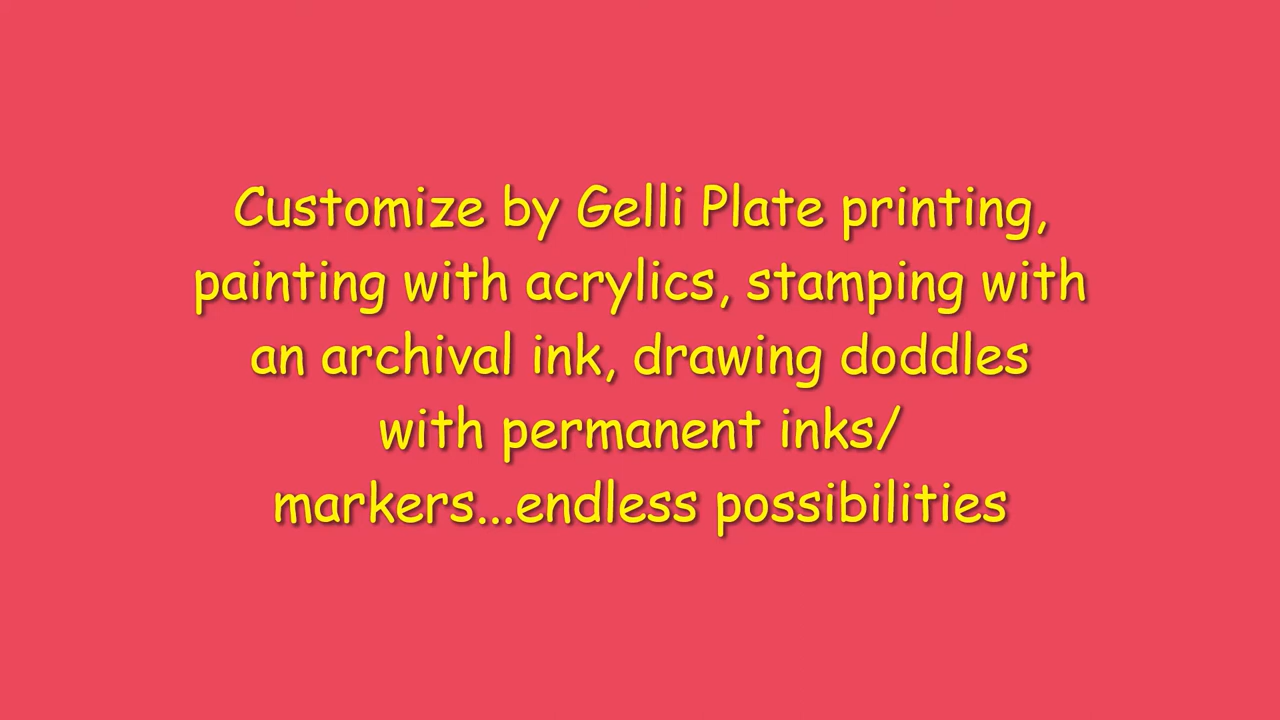 Customize by Gelli Plate printing,
painting with acrylics, stamping with
an archival ink, drawing doddles
with permanent inks/
markers...endless possibilities